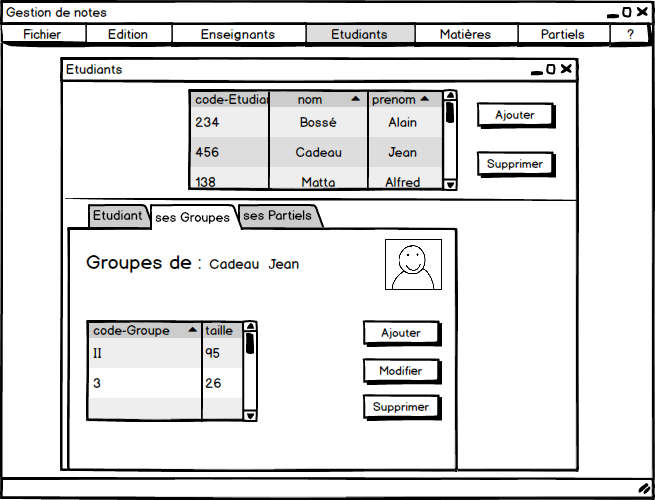 Gestion de notes
Fichier Edition Enseignants Etudiants Matières Partiels ?
Etudiants
code-Etudian nom prenom
234 Bossé Alain
Ajouter
456 Cadeau Jean
Supprimer
138 Matta Alfred
Etudiant ses Groupes ses Partiels
Groupes de : Cadeau Jean
code-Groupe taille
Ajouter
II 95
Modifier
3 26
Supprimer